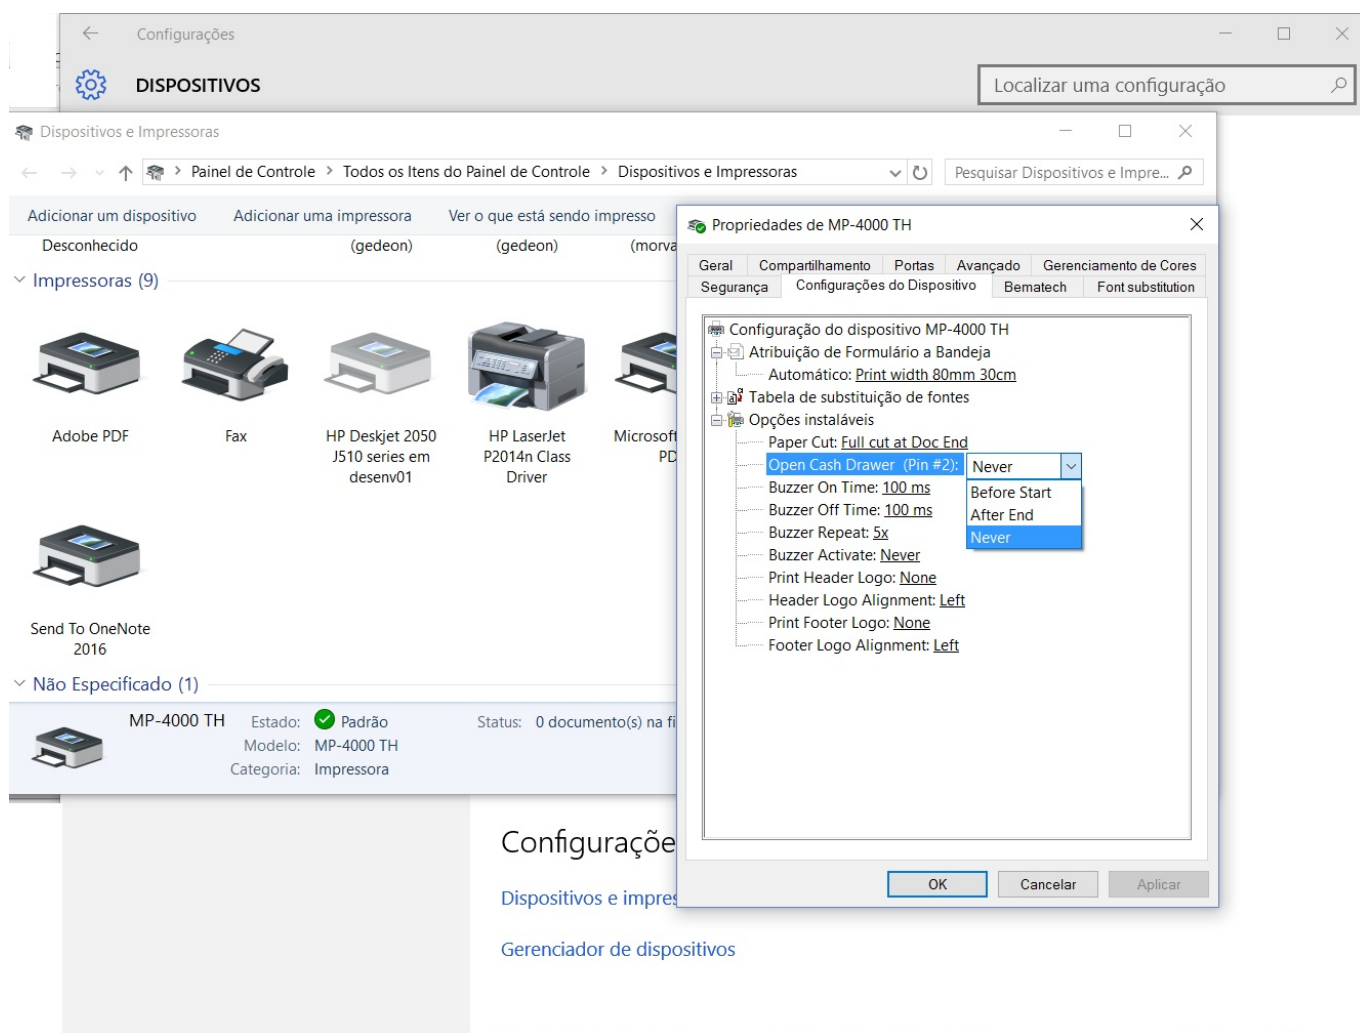 Configurações
DISPOSITIVOS
Localizar uma configuração
Dispositivos e Impressoras
Painel de Controle > Todos os Itens do Painel de Controle > Dispositivos e Impressoras
Pesquisar Dispositivos e Impre...
Adicionar um dispositivo Adicionar uma impressora Ver o que está sendo impresso
Desconhecido (gedeon) (gedeon) (morva
Impressoras (9)
Adobe PDF
Fax
HP Deskjet 2050
J510 series em
desenv01
HP LaserJet
P2014n Class
Driver
Microsoft
PD
Send To OneNote
2016
Não Especificado (1)
MP-4000 TH Estado: Padrão Status: 0 documento(s) na fi
Modelo: MP-4000 TH
Categoria: Impressora
Propriedades de MP-4000 TH
Geral Compartilhamento Portas Avançado Gerenciamento de Cores
Segurança Configurações do Dispositivo Bematech Font substitution
Configuração do dispositivo MP-4000 TH
Atribuição de Formulário a Bandeja
Automático: Print width 80mm 30cm
Tabela de substituição de fontes
Opções instaláveis
Paper Cut: Full cut at Doc End
Open Cash Drawer (Pin #2): Never
Before Start
After End
Never
Buzzer On Time: 100 ms
Buzzer Off Time: 100 ms
Buzzer Repeat: 5x
Buzzer Activate: Never
Print Header Logo: None
Header Logo Alignment: Left
Print Footer Logo: None
Footer Logo Alignment: Left
OK Cancelar Aplicar
Configuraçõe
Dispositivos e impres
Gerenciador de dispositivos